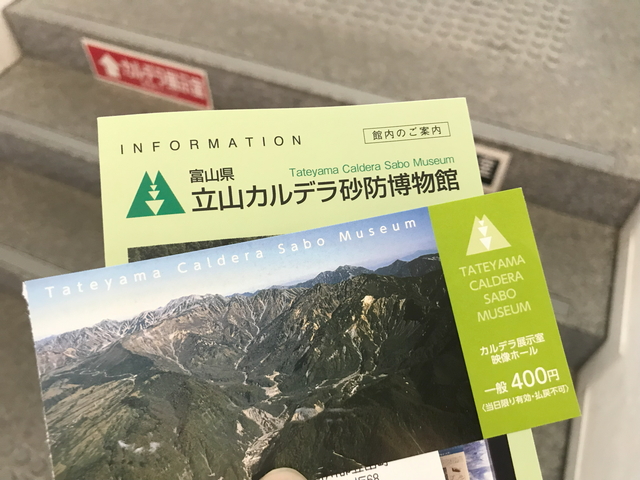 カルデラ展示室
INFORMATION
館内のご案内
富山県
Tateyama Caldera Sabo Museum
立山カルデラ砂防博物館
Tateyama Caldera Sabo Museum
TATEYAMA
CALDERA
SABO
MUSEUM
カルデラ展示室
映像ホール
一般 400円
〈当日限り有効・払戻不可〉